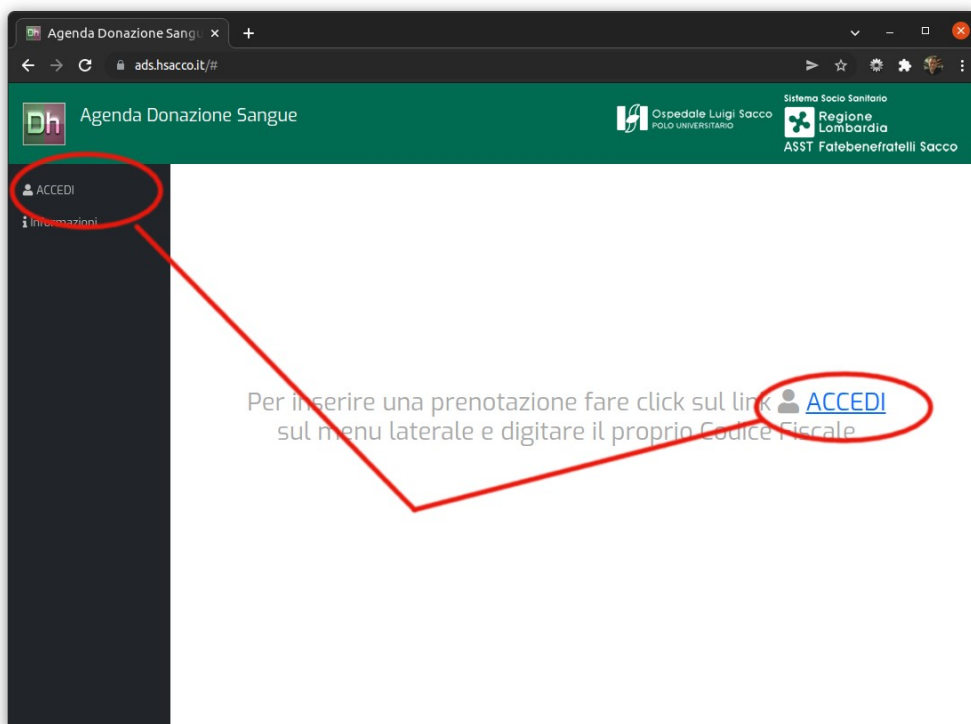 Agenda Donazione Sangu
ads.hsacco.it/#
Dh
Agenda Donazione Sangue
Ospedale Luigi Sacco
POLO UNIVERSITARIO
Sistema Socio Sanitario
Regione
Lombardia
ASST Fatebenefratelli Sacco
ACCEDI
Informazioni
Per inserire una prenotazione fare click sul link ACCEDI
sul menu laterale e digitare il proprio Codice Fiscale